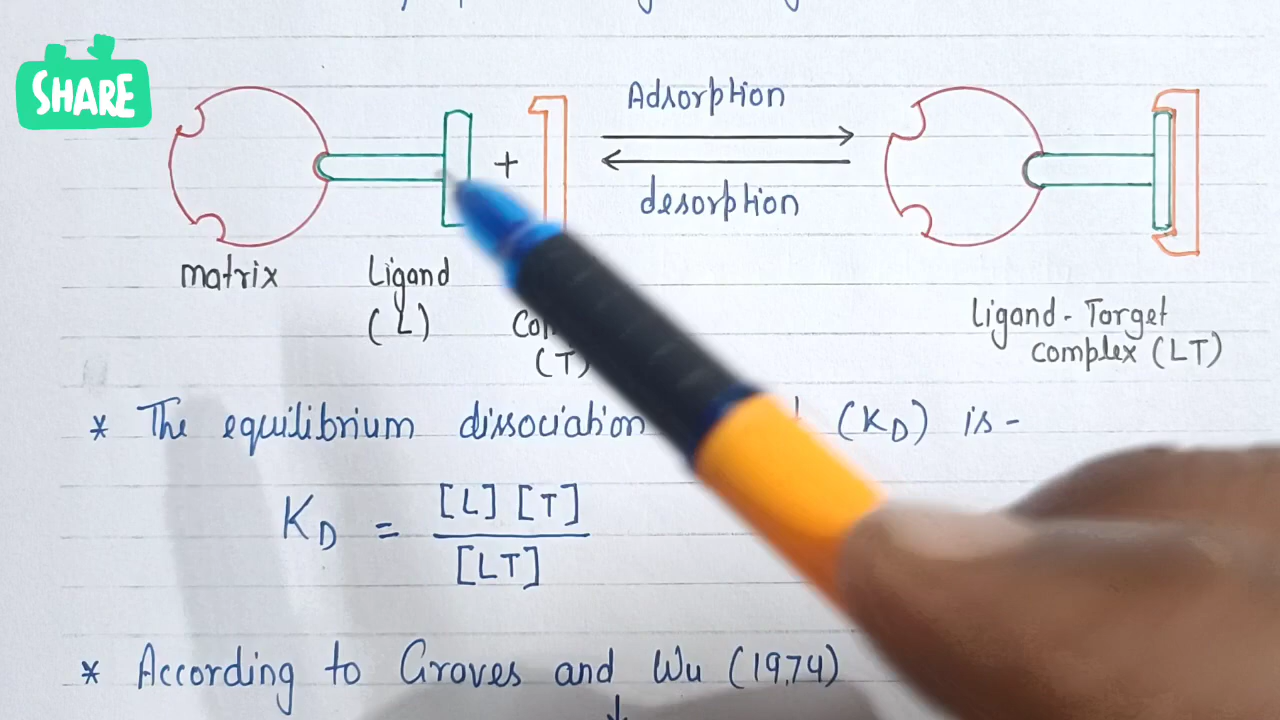 SHARE
Adsorption
+
desorption
matrix
Ligand
(L)
(T)
Ligand-Target
complex (LT)
* The equilibrium dissociation (KD) is -
KD = [L] [T]
[LT]
* According to Groves and Wu (1974)